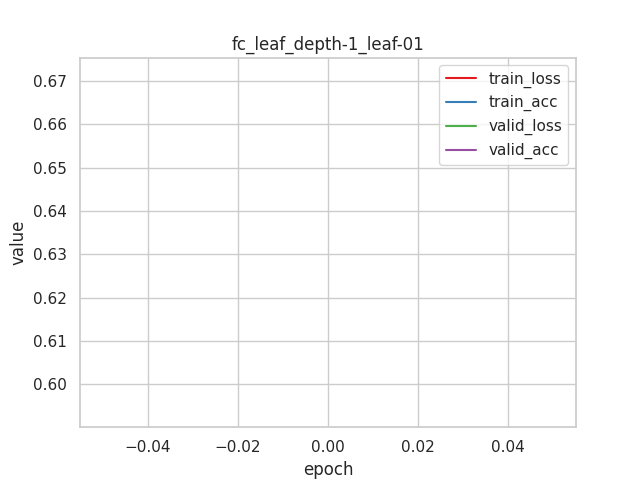 fc_leaf_depth-1_leaf-01
train_loss
train_acc
valid_loss
valid_acc
value
0.67
0.66
0.65
0.64
0.63
0.62
0.61
0.60
−0.04 −0.02 0.00 0.02 0.04
epoch